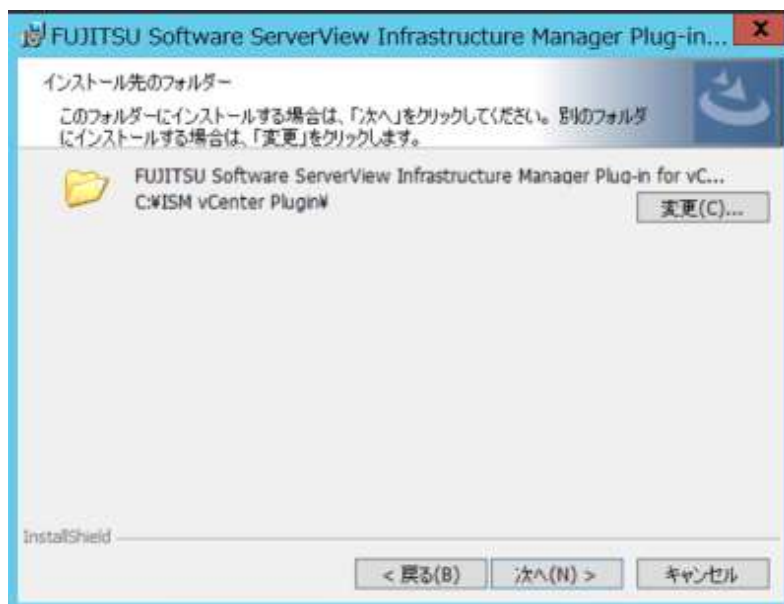 FUJITSU Software ServerView Infrastructure Manager Plug-in...
インストール先のフォルダー
このフォルダーにインストールする場合は、「次へ」をクリックしてください。別のフォルダ
にインストールする場合は、「変更」をクリックします。
FUJITSU Software ServerView Infrastructure Manager Plug-in for vC...
C:¥ISM vCenter Plugin¥
変更(C)...
InstallShield
< 戻る(B)
次へ(N) >
キャンセル